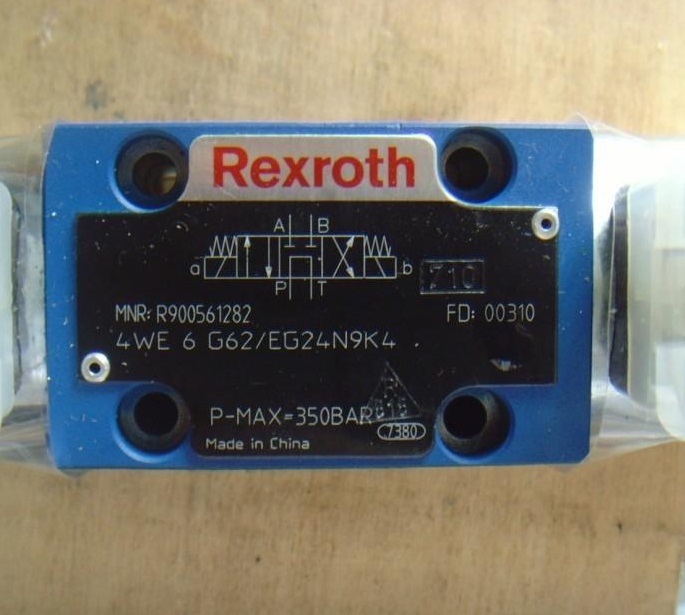 Rexroth
A B
a b
P T
710
MNR: R900561282 FD: 00310
4WE 6 G62/EG24N9K4
P-MAX=350BAR
7380
Made in China